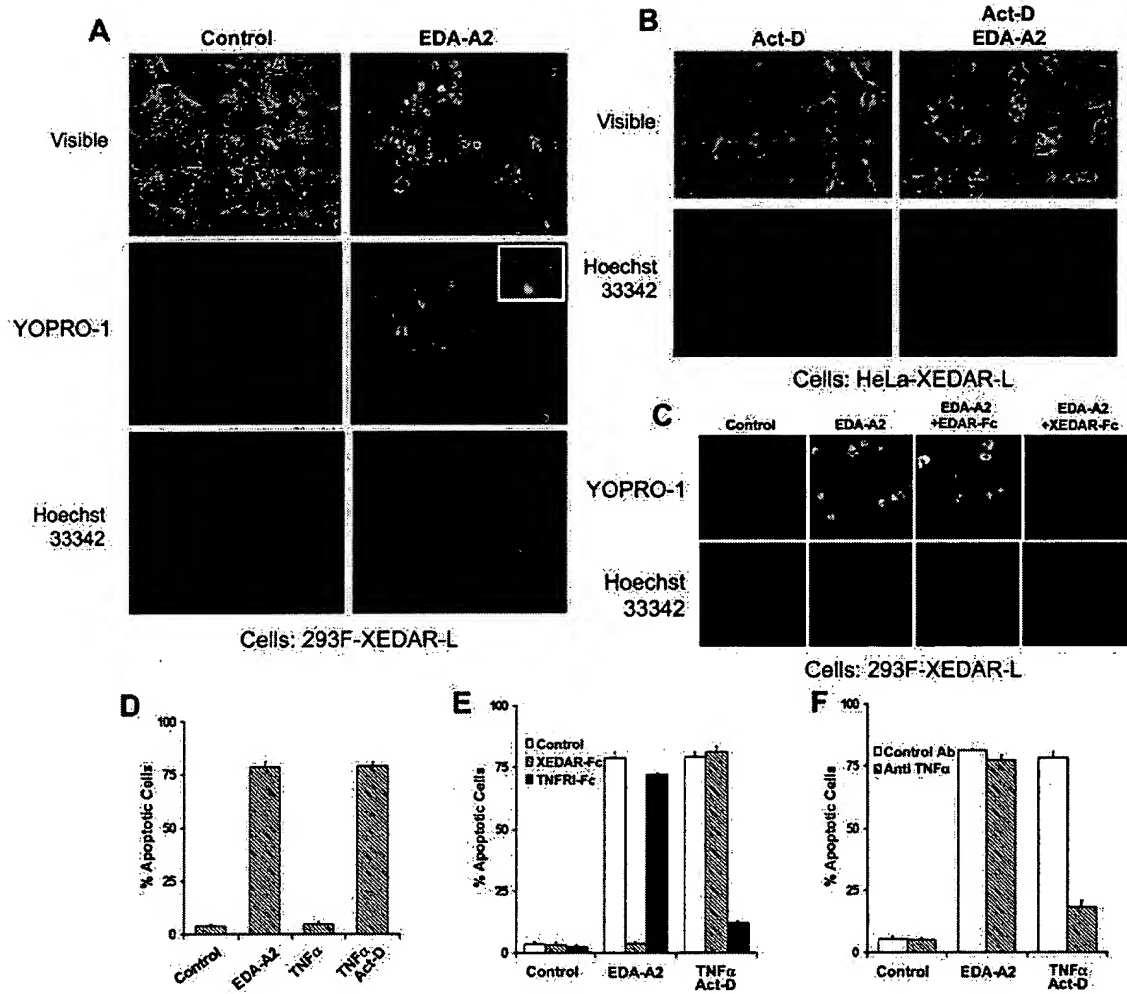 A
Control
EDA-A2
Visible
YOPRO-1
Hoechst
33342
Cells: 293F-XEDAR-L
B
Act-D
Act-D
EDA-A2
Visible
Hoechst
33342
Cells: HeLa-XEDAR-L
C
Control
EDA-A2
EDA-A2
+EDAR-Fc
EDA-A2
+XEDAR-Fc
YOPRO-1
Hoechst
33342
Cells: 293F-XEDAR-L
D
% Apoptotic Cells
100
75
50
25
0
Control
EDA-A2
TNFα
TNFα
Act-D
E
% Apoptotic Cells
100
75
50
25
0
Control
XEDAR-Fc
TNFRI-Fc
Control
EDA-A2
TNFα
Act-D
F
% Apoptotic Cells
100
75
50
25
0
Control Ab
Anti TNFα
Control
EDA-A2
TNFα
Act-D